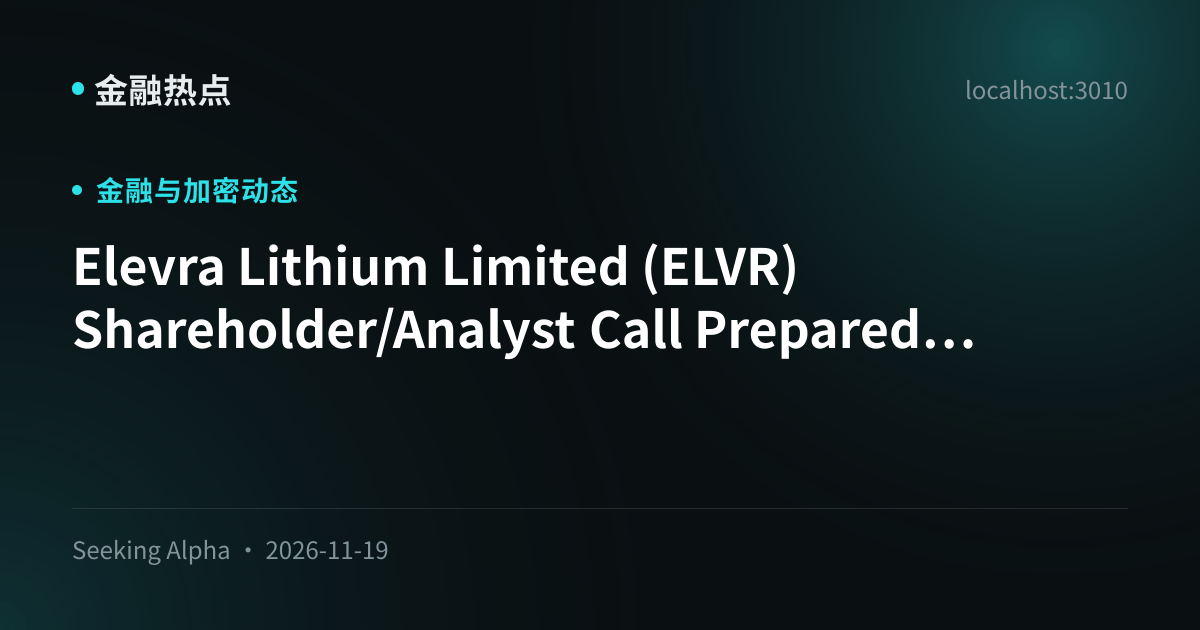 金融热点
localhost:3010
金融与加密动态
Elevra Lithium Limited (ELVR)
Shareholder/Analyst Call Prepared…
Seeking Alpha · 2026-11-19